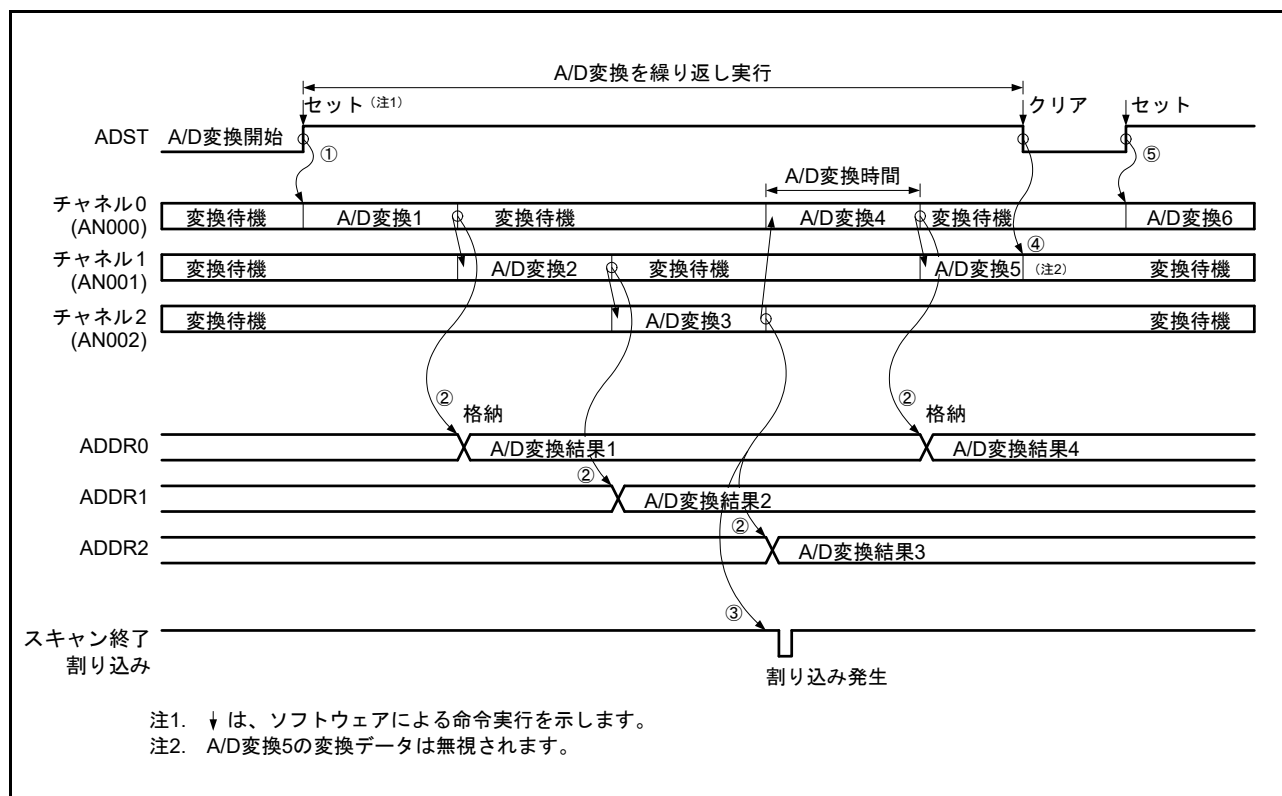 A/D変換を繰り返し実行
セット(注1)
クリア
セット
ADST
A/D変換開始
①
⑤
A/D変換時間
チャネル0
(AN000)
変換待機
A/D変換1
変換待機
A/D変換4
変換待機
A/D変換6
④
チャネル1
(AN001)
変換待機
A/D変換2
変換待機
A/D変換5
(注2)
変換待機
チャネル2
(AN002)
変換待機
A/D変換3
変換待機
②
格納
②
格納
ADDR0
A/D変換結果1
A/D変換結果4
②
ADDR1
A/D変換結果2
②
ADDR2
A/D変換結果3
③
スキャン終了
割り込み
割り込み発生
注1. ↓は、ソフトウェアによる命令実行を示します。
注2. A/D変換5の変換データは無視されます。